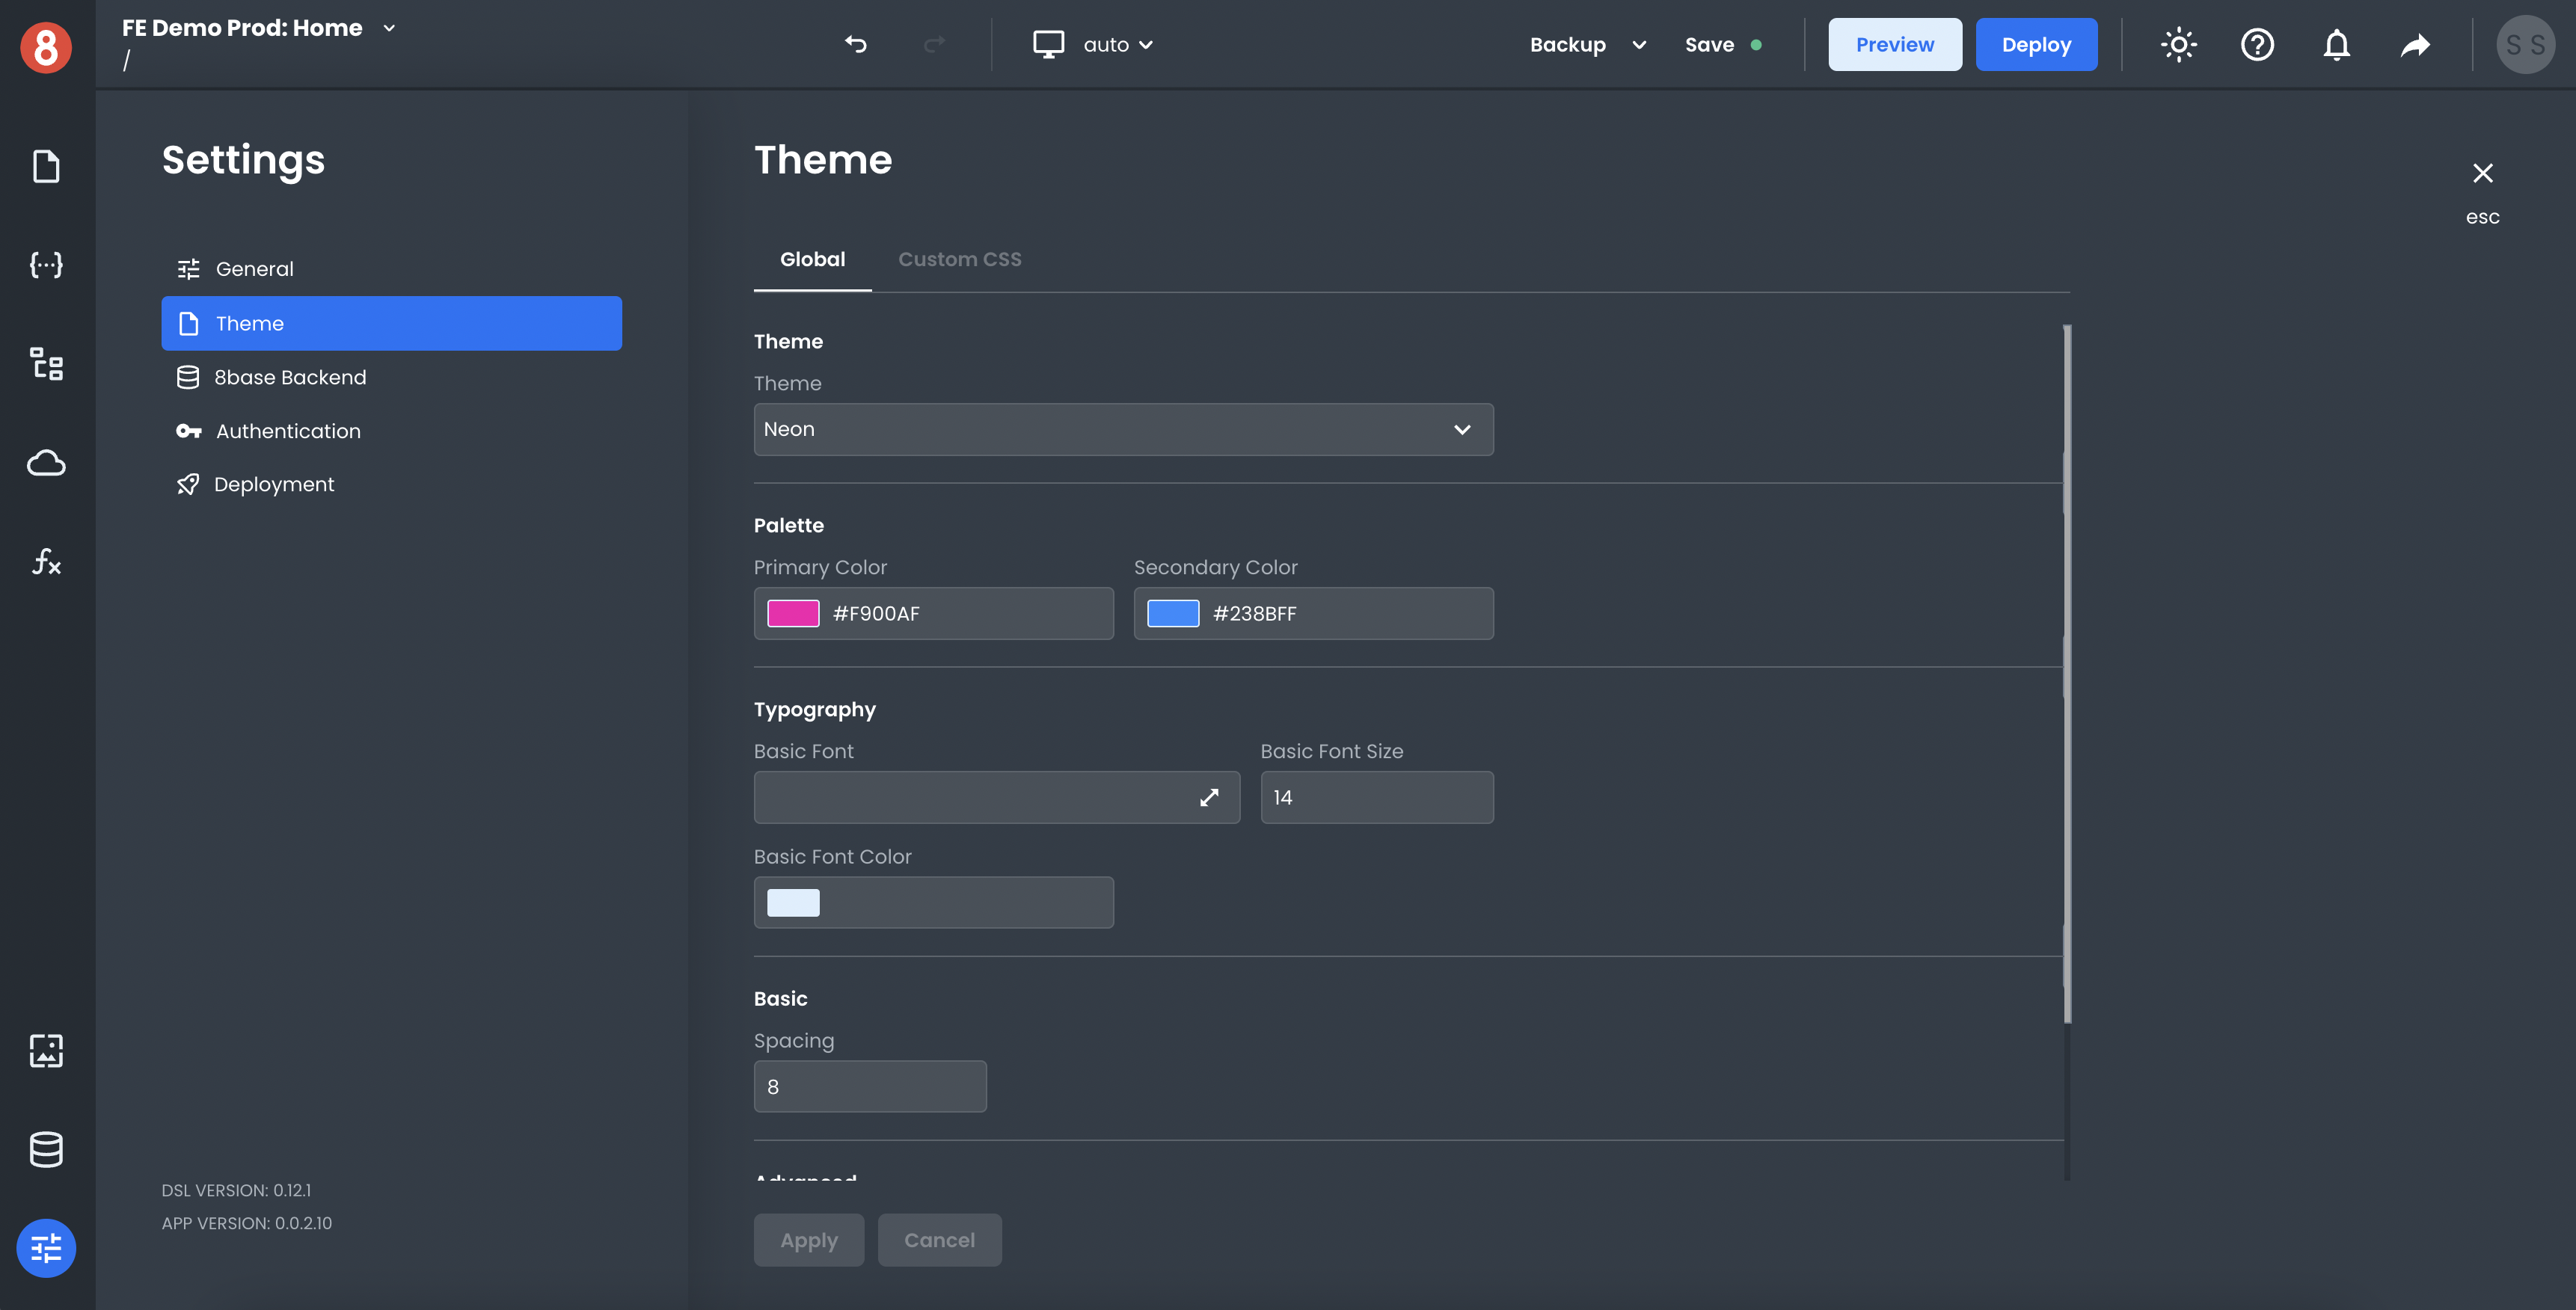 8
FE Demo Prod: Home
/
auto
Backup
Save
Preview
Deploy
S S
Settings
General
Theme
8base Backend
Authentication
Deployment
DSL VERSION: 0.12.1
APP VERSION: 0.0.2.10
Theme
esc
Global
Custom CSS
Theme
Theme
Neon
Palette
Primary Color
Secondary Color
#F900AF
#238BFF
Typography
Basic Font
Basic Font Size
14
Basic Font Color
Basic
Spacing
8
Advanced
Apply
Cancel